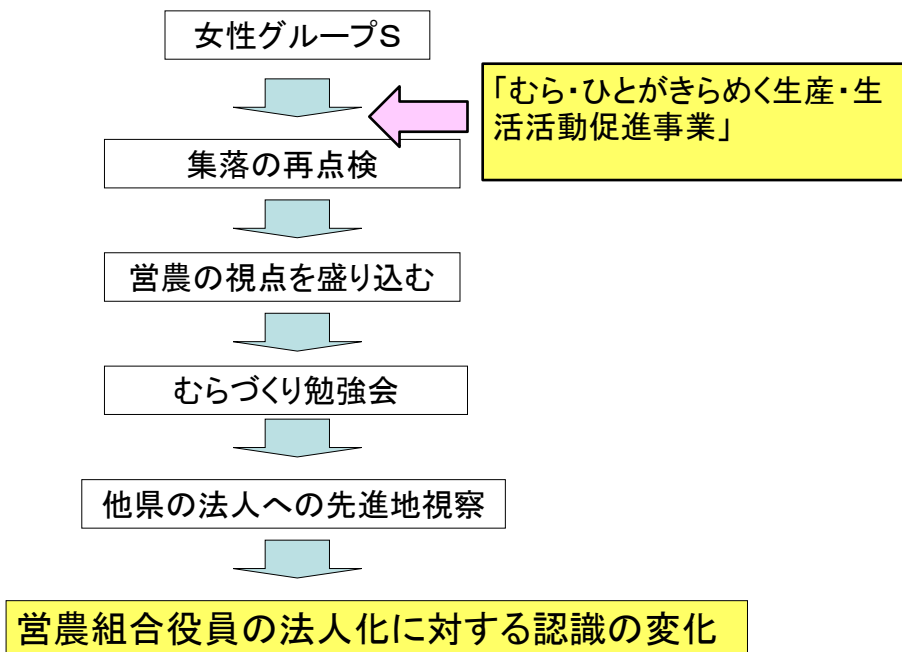 女性グループS
「むら・ひとがきらめく生産・生
活活動促進事業」
集落の再点検
営農の視点を盛り込む
むらづくり勉強会
他県の法人への先進地視察
営農組合役員の法人化に対する認識の変化